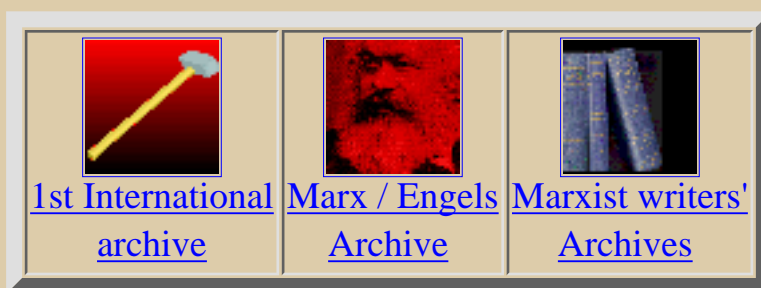 1st International
archive
Marx / Engels
Archive
Marxist writers'
Archives